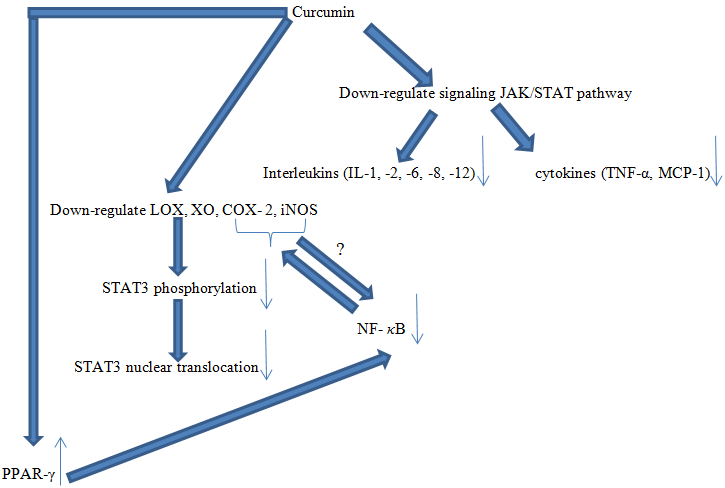 Curcumin
Down-regulate signaling JAK/STAT pathway
Interleukins (IL-1, -2, -6, -8, -12)
cytokines (TNF-α, MCP-1)
Down-regulate LOX, XO, COX- 2, iNOS
?
STAT3 phosphorylation
NF- κB
STAT3 nuclear translocation
PPAR-γ